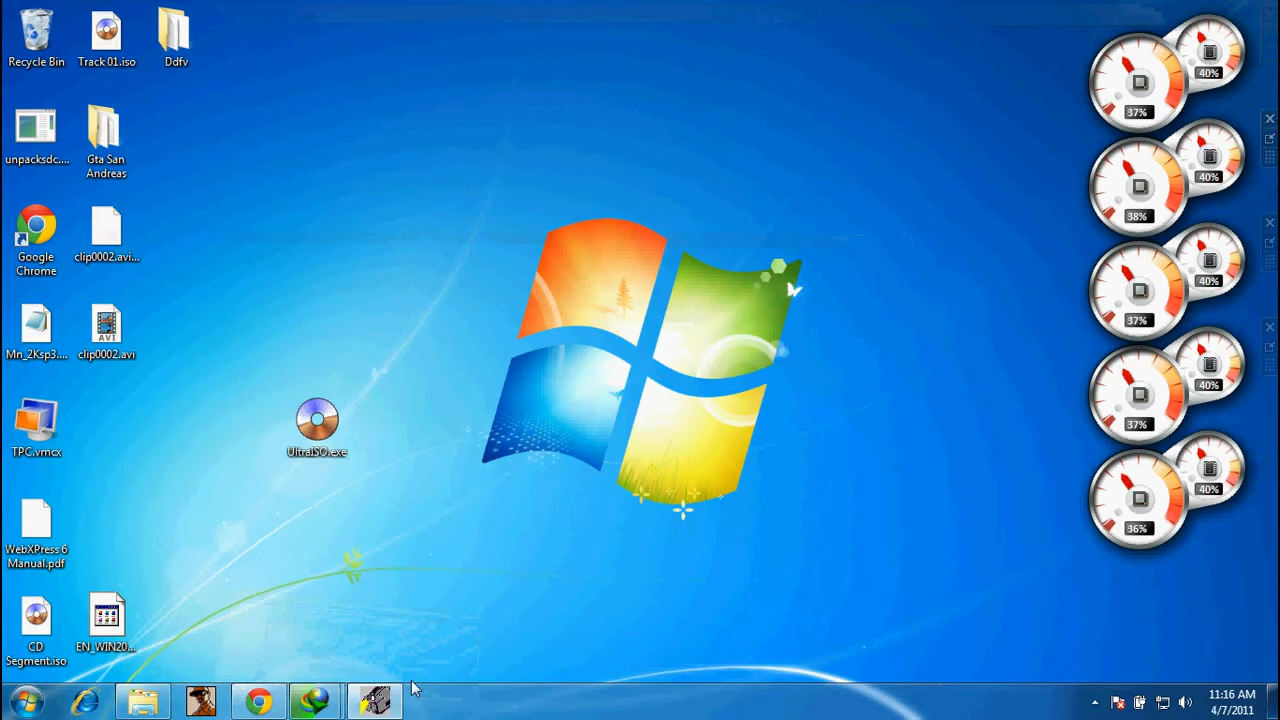 Recycle Bin
Track 01.iso
Ddfv
unpacksdc....
Gta San
Andreas
Google
Chrome
clip0002.avi...
Mn_2Ksp3....
AVI
clip0002.avi
TPC.vmcx
UltraISO.exe
WebXPress 6
Manual.pdf
CD
Segment.iso
EN_WIN20...
40%
37%
40%
38%
40%
37%
40%
37%
40%
36%
11:16 AM
4/7/2011